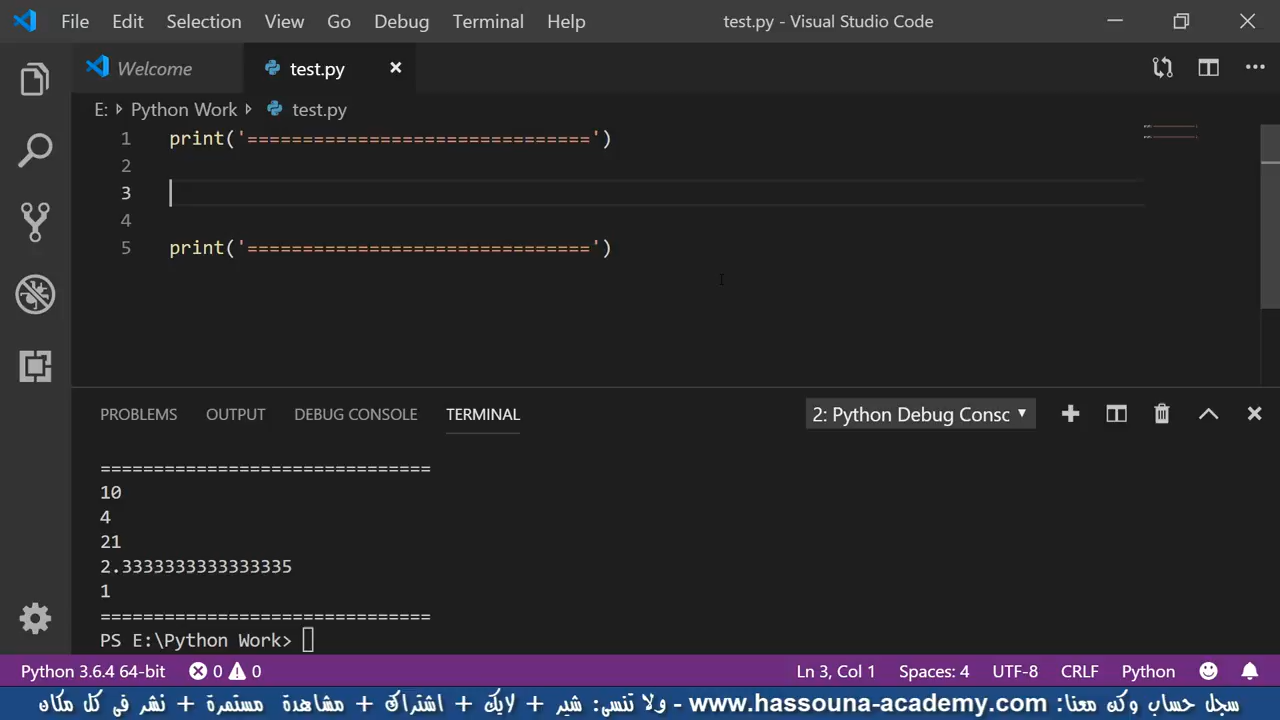 File Edit Selection View Go Debug Terminal Help test.py - Visual Studio Code
Welcome test.py
E: Python Work test.py
1 print('===============================')
2
3
4
5 print('===============================')
PROBLEMS OUTPUT DEBUG CONSOLE TERMINAL 2: Python Debug Consc
===============================
10
4
21
2.3333333333333335
1
===============================
PS E:\Python Work>
Python 3.6.4 64-bit 0 0 Ln 3, Col 1 Spaces: 4 UTF-8 CRLF Python
سجل حساب وكن معنا: www.hassouna-academy.com - ولا تنسى: شير + لايك + اشتراك + مشاهدة مستمرة + نشر فى كل مكان